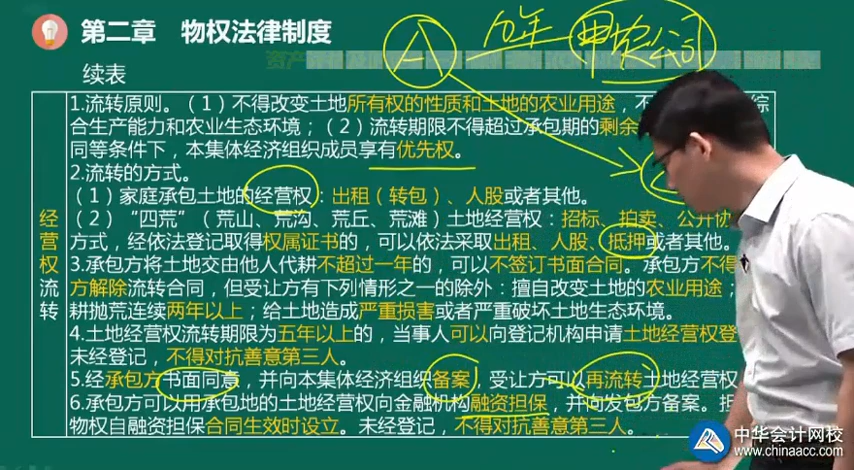 第二章 物权法律制度
A 10年 甲农公司
续表
1.流转原则。（1）不得改变土地所有权的性质和土地的农业用途，不 综
合生产能力和农业生态环境；（2）流转期限不得超过承包期的剩余
同等条件下，本集体经济组织成员享有优先权。
2.流转的方式。
（1）家庭承包土地的经营权：出租（转包）、入股或者其他。
（2）“四荒”（荒山、荒沟、荒丘、荒滩）土地经营权：招标、拍卖、公开协
方式，经依法登记取得权属证书的，可以依法采取出租、入股、抵押或者其他。
3.承包方将土地交由他人代耕不超过一年的，可以不签订书面合同。承包方不得
方解除流转合同，但受让方有下列情形之一的除外：擅自改变土地的农业用途；
耕抛荒连续两年以上；给土地造成严重损害或者严重破坏土地生态环境。
4.土地经营权流转期限为五年以上的，当事人可以向登记机构申请土地经营权登
未经登记，不得对抗善意第三人。
5.经承包方书面同意，并向本集体经济组织备案，受让方可以再流转土地经营权
6.承包方可以用承包地的土地经营权向金融机构融资担保，并向发包方备案。担
物权自融资担保合同生效时设立。未经登记，不得对抗善意第三人。
经营权流转
中华会计网校
www.chinaacc.com